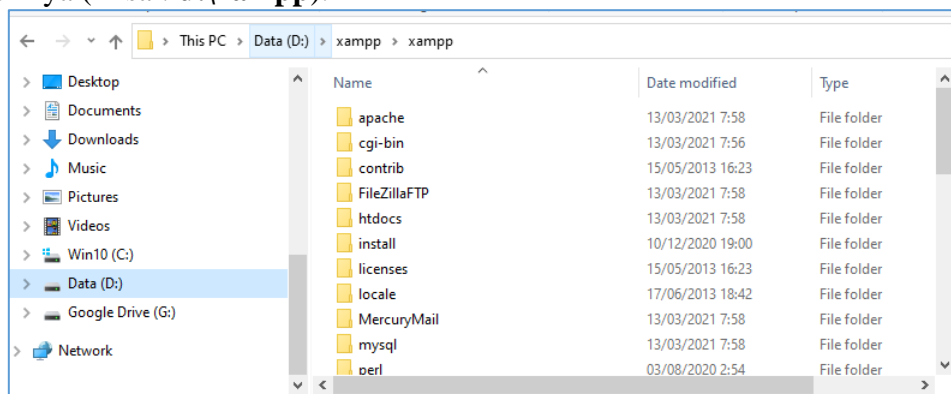 This PC > Data (D:) > xampp > xampp
Name Date modified Type
Desktop
Documents
Downloads
Music
Pictures
Videos
Win10 (C:)
Data (D:)
Google Drive (G:)
Network
apache 13/03/2021 7:58 File folder
cgi-bin 13/03/2021 7:56 File folder
contrib 15/05/2013 16:23 File folder
FileZillaFTP 13/03/2021 7:58 File folder
htdocs 13/03/2021 7:58 File folder
install 10/12/2020 19:00 File folder
licenses 15/05/2013 16:23 File folder
locale 17/06/2013 18:42 File folder
MercuryMail 13/03/2021 7:58 File folder
mysql 13/03/2021 7:58 File folder
perl 03/08/2020 2:54 File folder